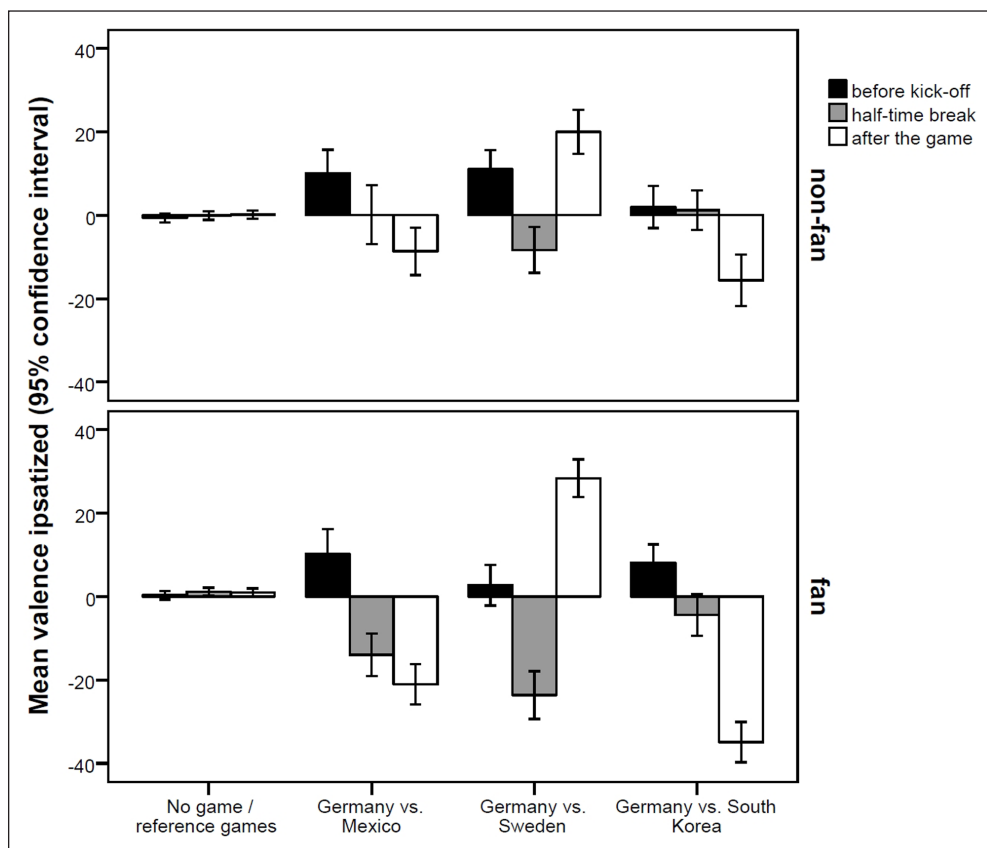 Mean valence ipsatized (95% confidence interval)
40
20
0
-20
-40
non-fan
before kick-off
half-time break
after the game
40
20
0
-20
-40
fan
No game /
reference games
Germany vs.
Mexico
Germany vs.
Sweden
Germany vs. South
Korea